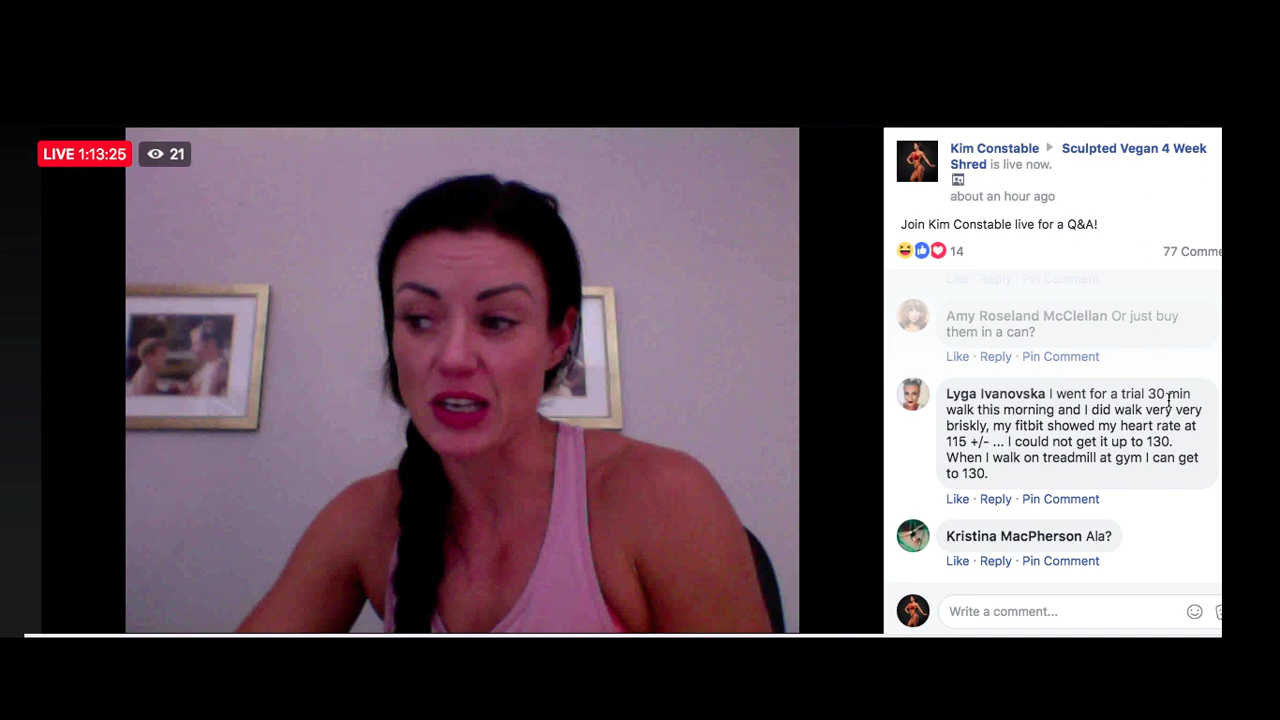 LIVE 1:13:25
21
Kim Constable ▶ Sculpted Vegan 4 Week
Shred is live now.
about an hour ago
Join Kim Constable live for a Q&A!
14
77 Comme
Like · Reply · Pin Comment
Amy Roseland McClellan Or just buy
them in a can?
Like · Reply · Pin Comment
Lyga Ivanovska I went for a trial 30-min
walk this morning and I did walk very very
briskly, my fitbit showed my heart rate at
115 +/- ... I could not get it up to 130.
When I walk on treadmill at gym I can get
to 130.
Like · Reply · Pin Comment
Kristina MacPherson Ala?
Like · Reply · Pin Comment
Write a comment...